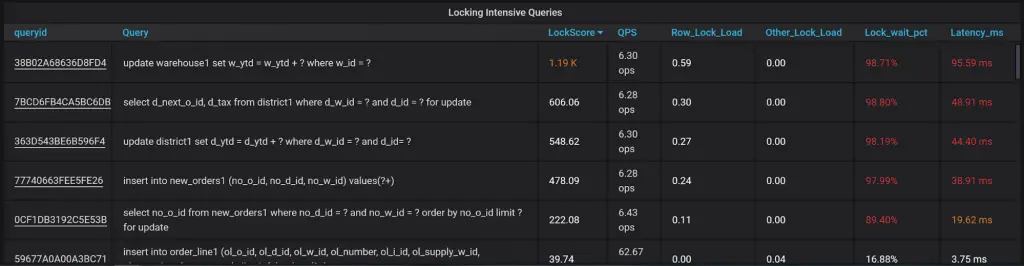 Locking Intensive Queries
queryid Query LockScore QPS Row_Lock_Load Other_Lock_Load Lock_wait_pct Latency_ms
38B02A68636D8FD4 update warehouse1 set w_ytd = w_ytd + ? where w_id = ? 1.19 K 6.30 ops 0.59 0.00 98.71% 95.59 ms
7BCD6FB4CA5BC6DB select d_next_o_id, d_tax from district1 where d_w_id = ? and d_id = ? for update 606.06 6.28 ops 0.30 0.00 98.80% 48.91 ms
363D543BE6B596F4 update district1 set d_ytd = d_ytd + ? where d_w_id = ? and d_id= ? 548.62 6.30 ops 0.27 0.00 98.19% 44.40 ms
77740663FEE5FE26 insert into new_orders1 (no_o_id, no_d_id, no_w_id) values(?+) 478.09 6.28 ops 0.24 0.00 97.99% 38.91 ms
0CF1DB3192C5E53B select no_o_id from new_orders1 where no_d_id = ? and no_w_id = ? order by no_o_id limit ? for update 222.08 6.43 ops 0.11 0.00 89.40% 19.62 ms
59677A0A00A3BC71 insert into order_line1 (ol_o_id, ol_d_id, ol_w_id, ol_number, ol_i_id, ol_supply_w_id, 39.74 62.67 0.00 0.04 16.88% 3.75 ms